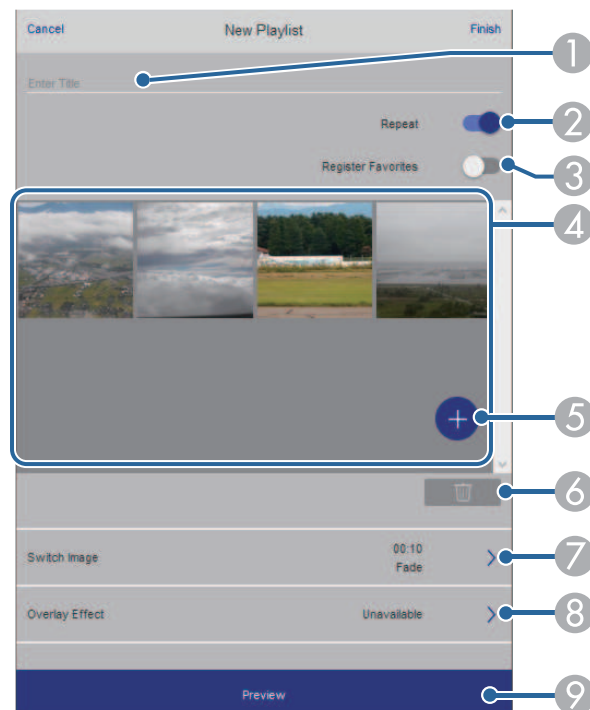 Cancel New Playlist Finish
1
Enter Title
Repeat 2
Register Favorites 3
4
+ 5
6
Switch Image 00:10 7
Fade
Overlay Effect Unavailable 8
Preview 9